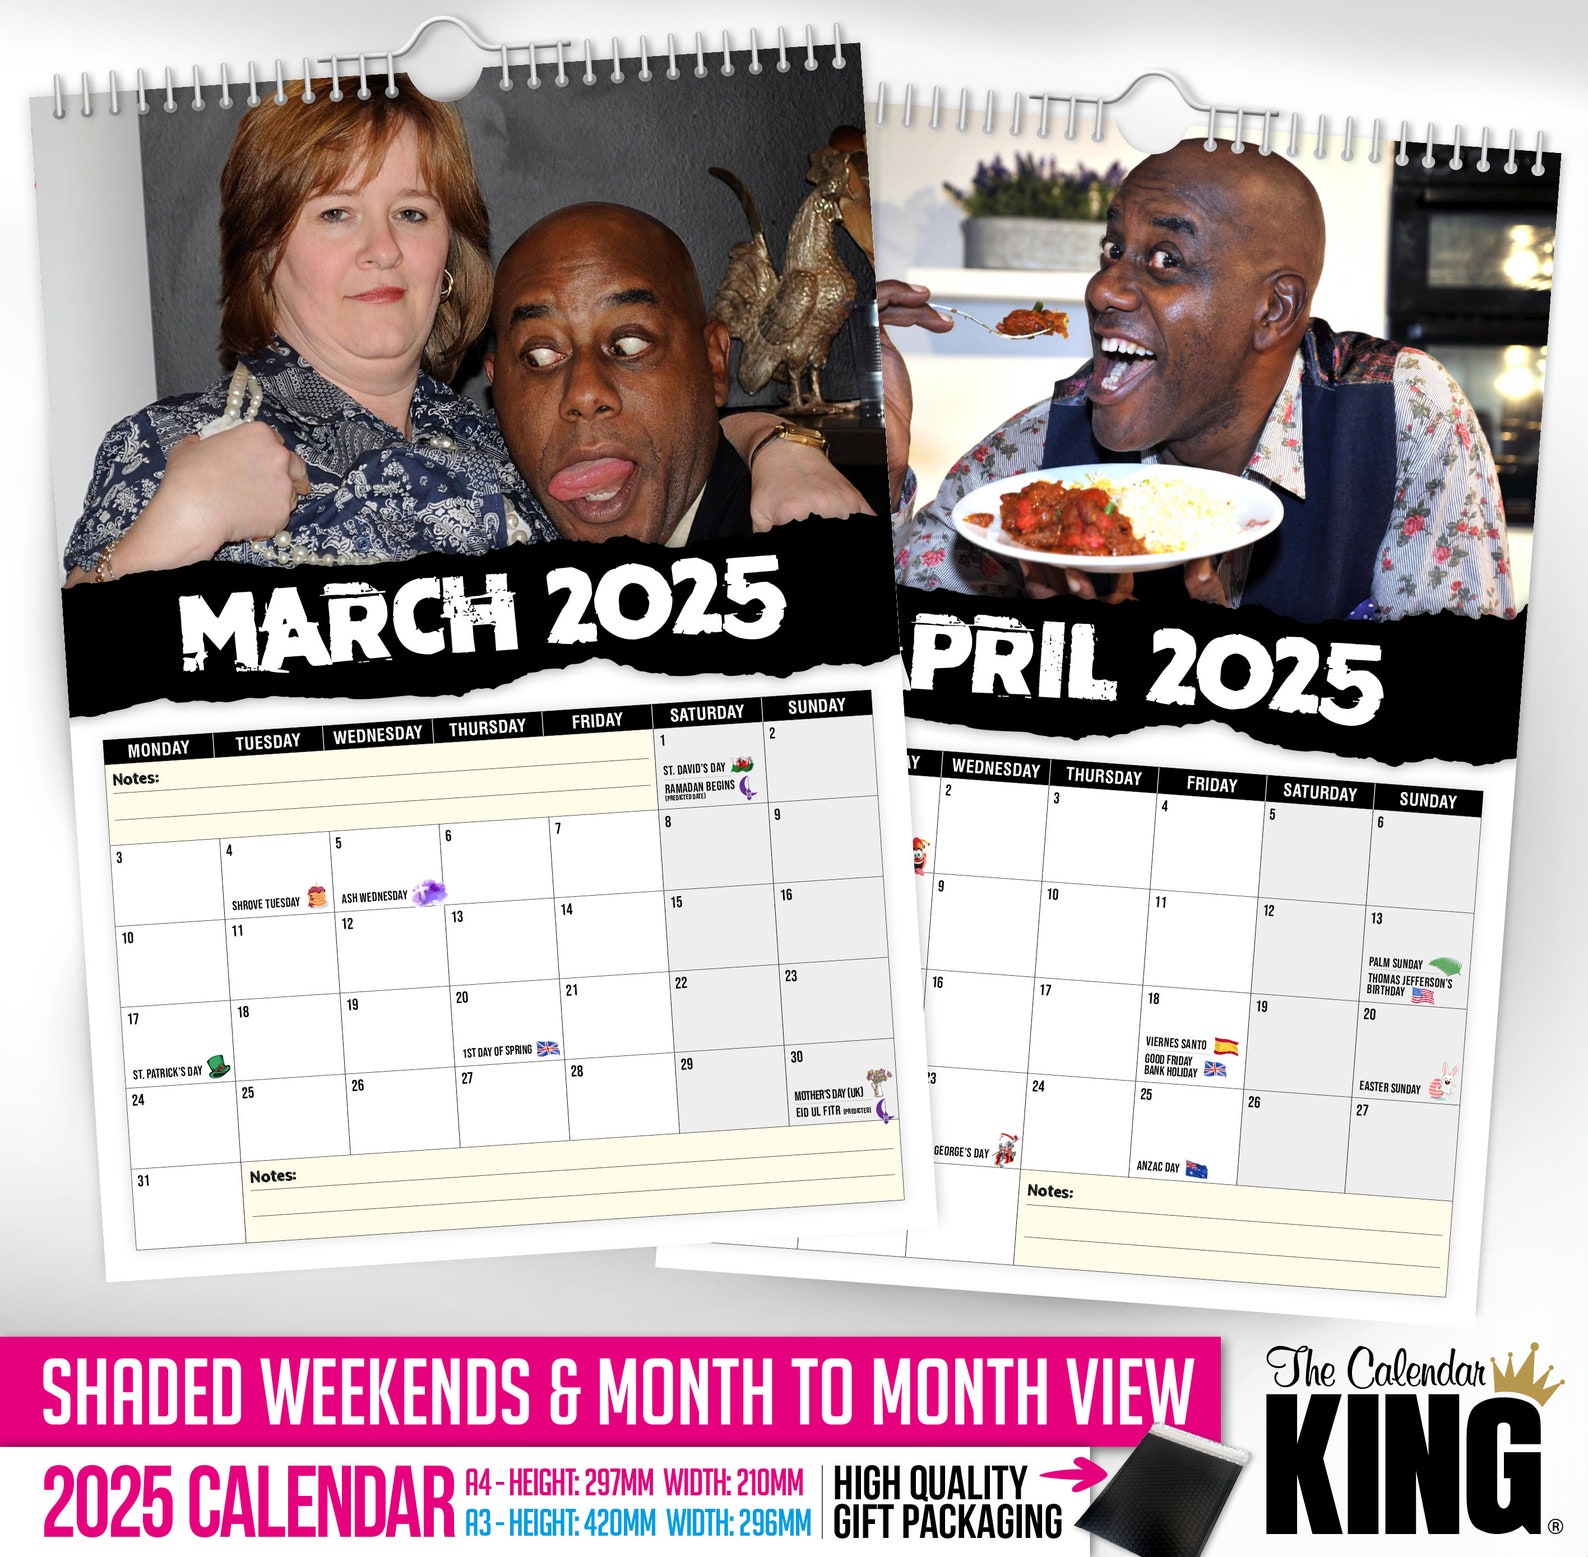 MARCH 2025
MONDAY TUESDAY WEDNESDAY THURSDAY FRIDAY SATURDAY SUNDAY
Notes:
1
ST. DAVID'S DAY
RAMADAN BEGINS
(PREDICTED DATE)
2
3
4
SHROVE TUESDAY
5
ASH WEDNESDAY
6
7
8
9
10
11
12
13
14
15
16
17
ST. PATRICK'S DAY
18
19
20
1ST DAY OF SPRING
21
22
23
24
25
26
27
28
29
30
MOTHER'S DAY (UK)
EID UL FITR (PREDICTED)
31
Notes:
PRIL 2025
AY WEDNESDAY THURSDAY FRIDAY SATURDAY SUNDAY
2
3
4
5
6
9
10
11
12
13
PALM SUNDAY
THOMAS JEFFERSON'S
BIRTHDAY
16
17
18
VIERNES SANTO
GOOD FRIDAY
BANK HOLIDAY
19
20
EASTER SUNDAY
23
GEORGE'S DAY
24
25
ANZAC DAY
26
27
Notes:
SHADED WEEKENDS & MONTH TO MONTH VIEW
2025 CALENDAR
A4 - HEIGHT: 297MM WIDTH: 210MM
A3 - HEIGHT: 420MM WIDTH: 296MM
HIGH QUALITY
GIFT PACKAGING
The Calendar
KING®